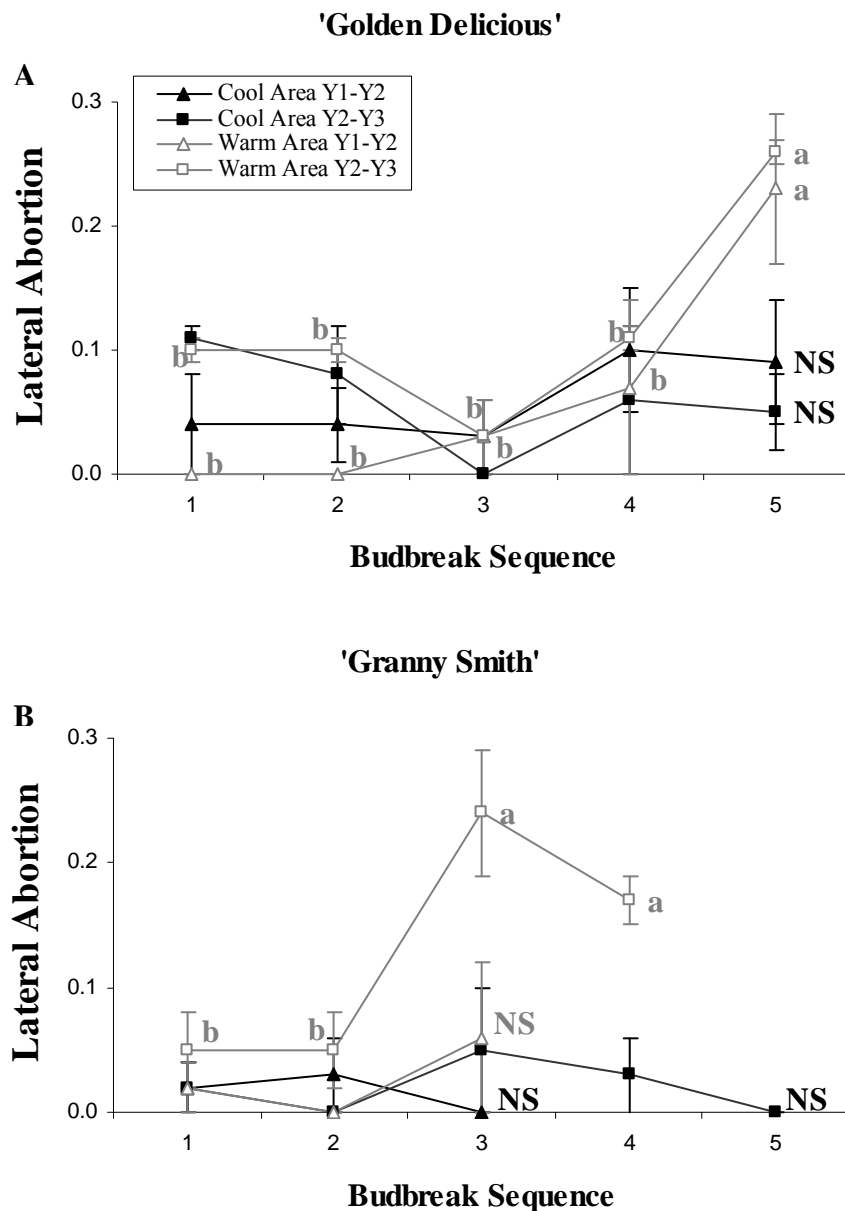 'Golden Delicious'
A
Cool Area Y1-Y2
Cool Area Y2-Y3
Warm Area Y1-Y2
Warm Area Y2-Y3
0.3
0.2
0.1
0.0
Lateral Abortion
a
a
b
b
b
b
b
b
b
b
NS
NS
1 2 3 4 5
Budbreak Sequence
'Granny Smith'
B
0.3
0.2
0.1
0.0
Lateral Abortion
a
a
b
b
NS
NS
NS
1 2 3 4 5
Budbreak Sequence